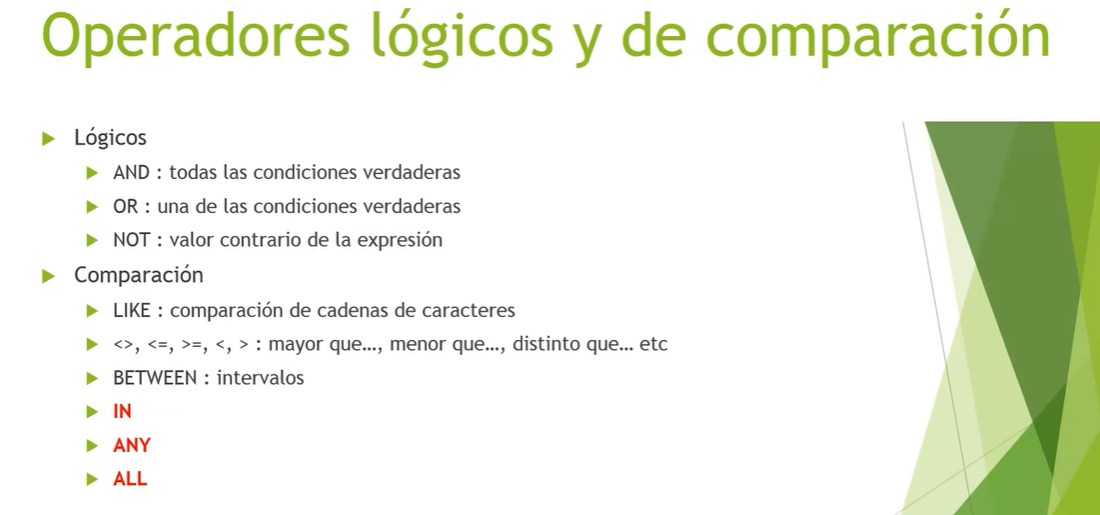 Operadores lógicos y de comparación
Lógicos
AND : todas las condiciones verdaderas
OR : una de las condiciones verdaderas
NOT : valor contrario de la expresión
Comparación
LIKE : comparación de cadenas de caracteres
<>, <=, >=, <, > : mayor que…, menor que…, distinto que… etc
BETWEEN : intervalos
IN
ANY
ALL